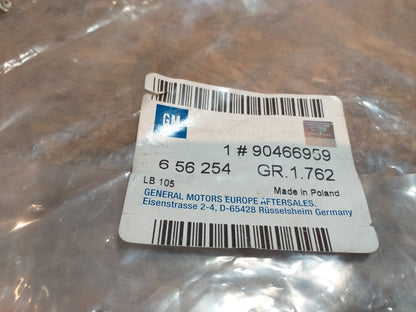 GM
1 # 90466959
6 56 254 GR.1.762
LB 105
Made in Poland
GENERAL MOTORS EUROPE AFTERSALES.
Eisenstrasse 2-4, D-65428 Rüsselsheim Germany